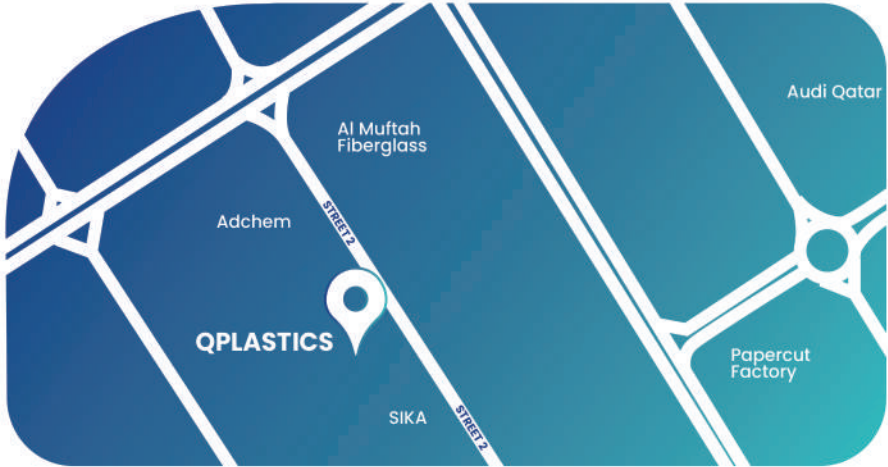 Audi Qatar
Al Muftah
Fiberglass
Adchem
STREET 2
QPLASTICS
Papercut
Factory
SIKA
STREET 2